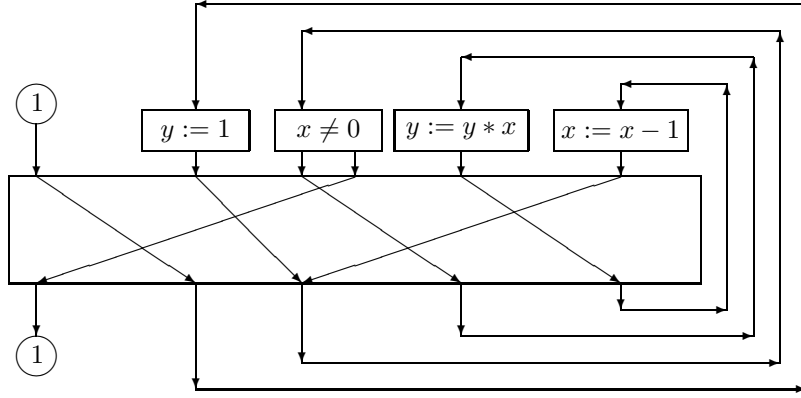 1
y := 1
x ≠ 0
y := y ∗ x
x := x − 1
1